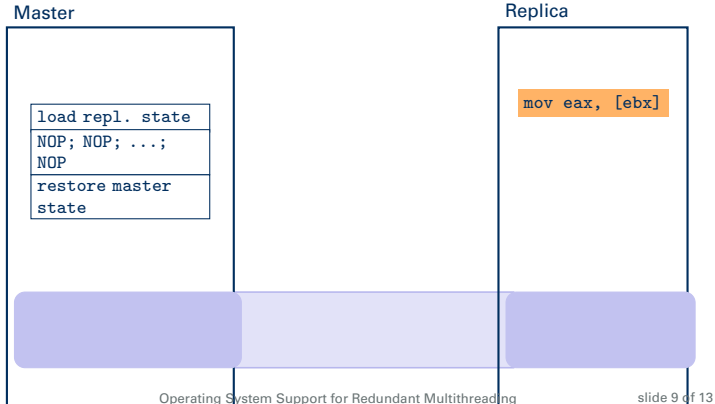 Master
Replica
load repl. state
NOP; NOP; ...;
NOP
restore master
state
mov eax, [ebx]
Operating System Support for Redundant Multithreading
slide 9 of 13